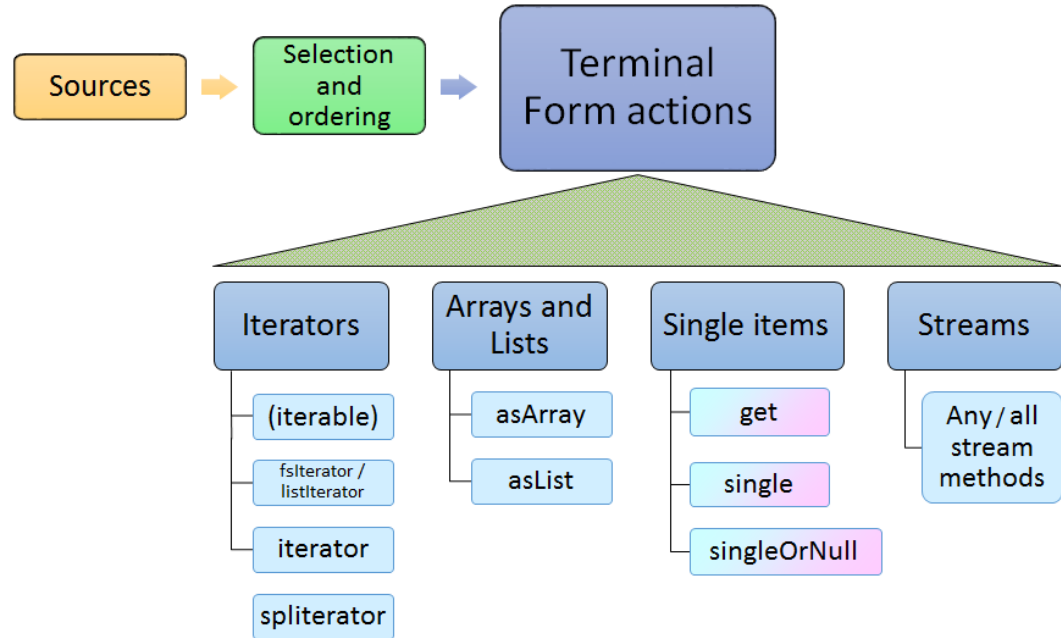 Sources
Selection
and
ordering
Terminal
Form actions
Iterators
(iterable)
fsIterator /
listIterator
iterator
spliterator
Arrays and
Lists
asArray
asList
Single items
get
single
singleOrNull
Streams
Any / all
stream
methods